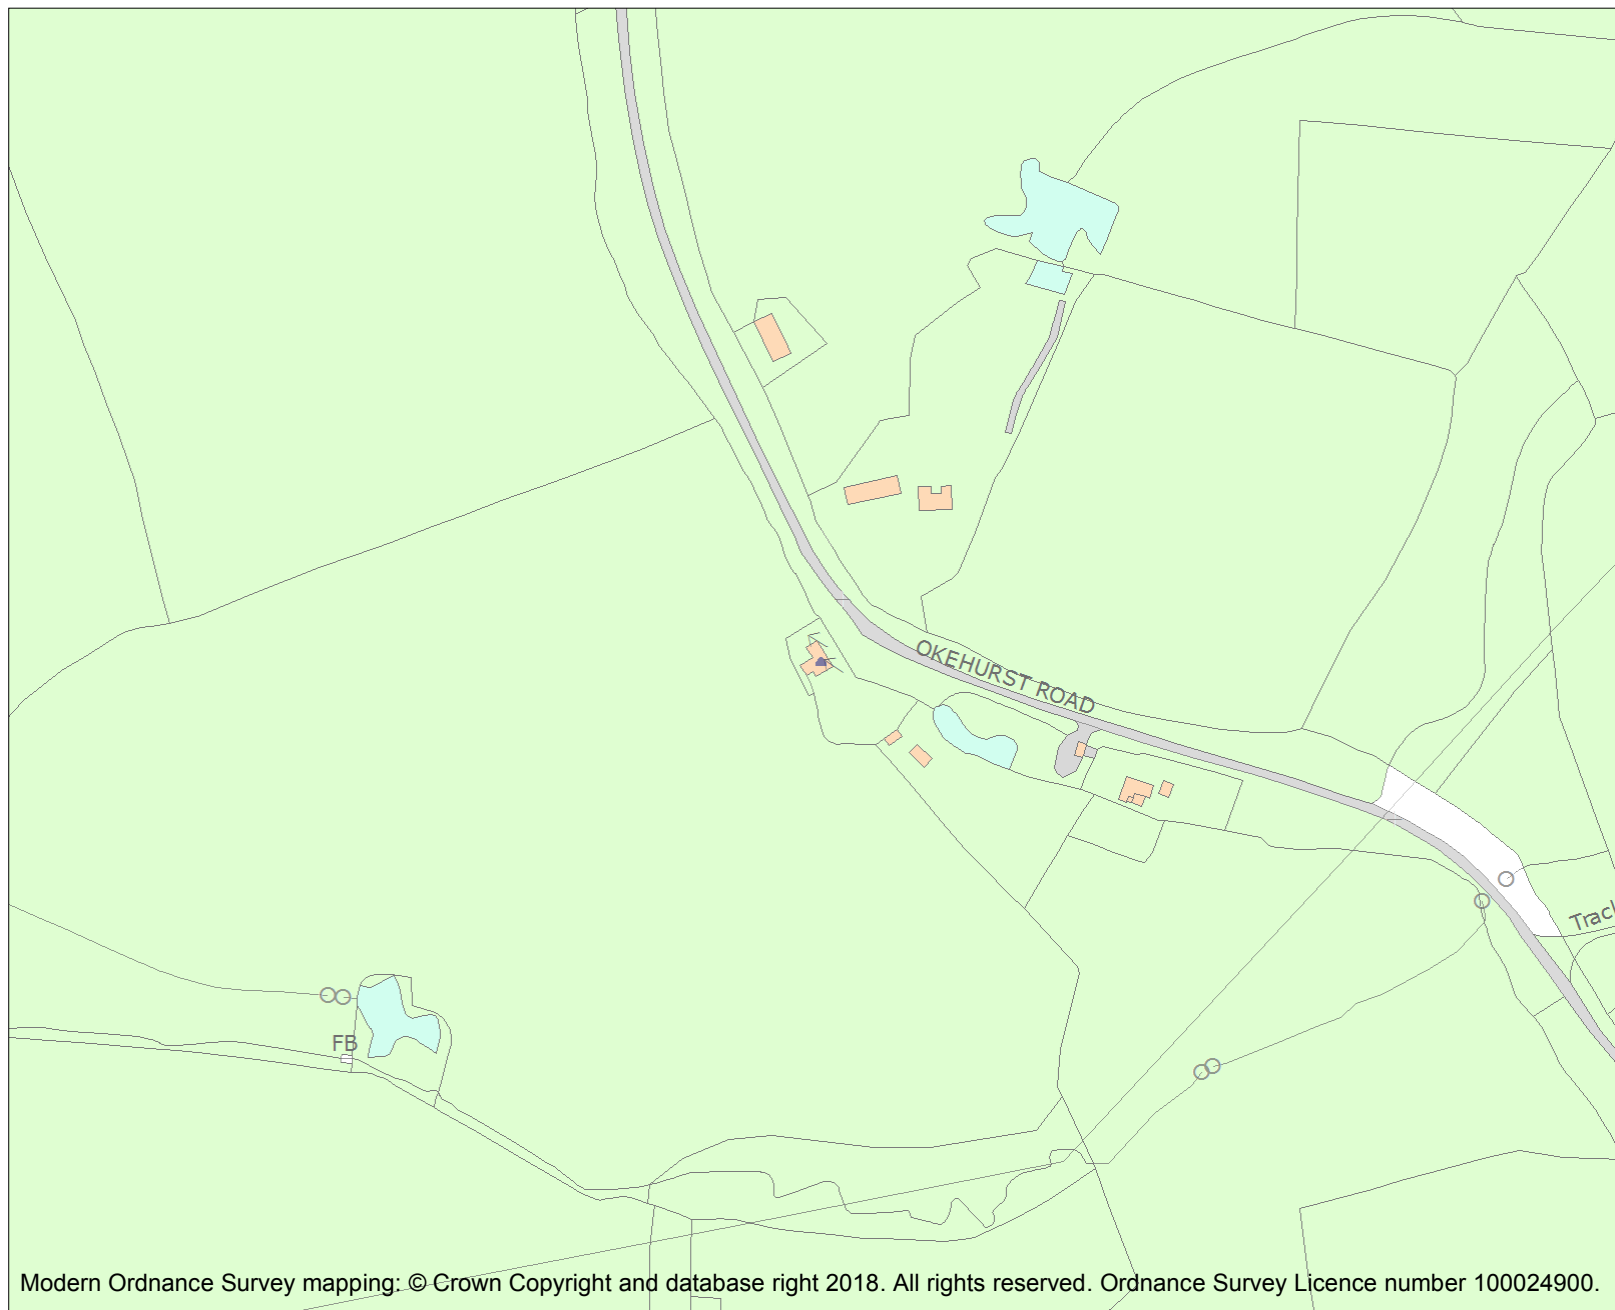 OKEHURST ROAD
FB
Modern Ordnance Survey mapping: © Crown Copyright and database right 2018. All rights reserved. Ordnance Survey Licence number 100024900.